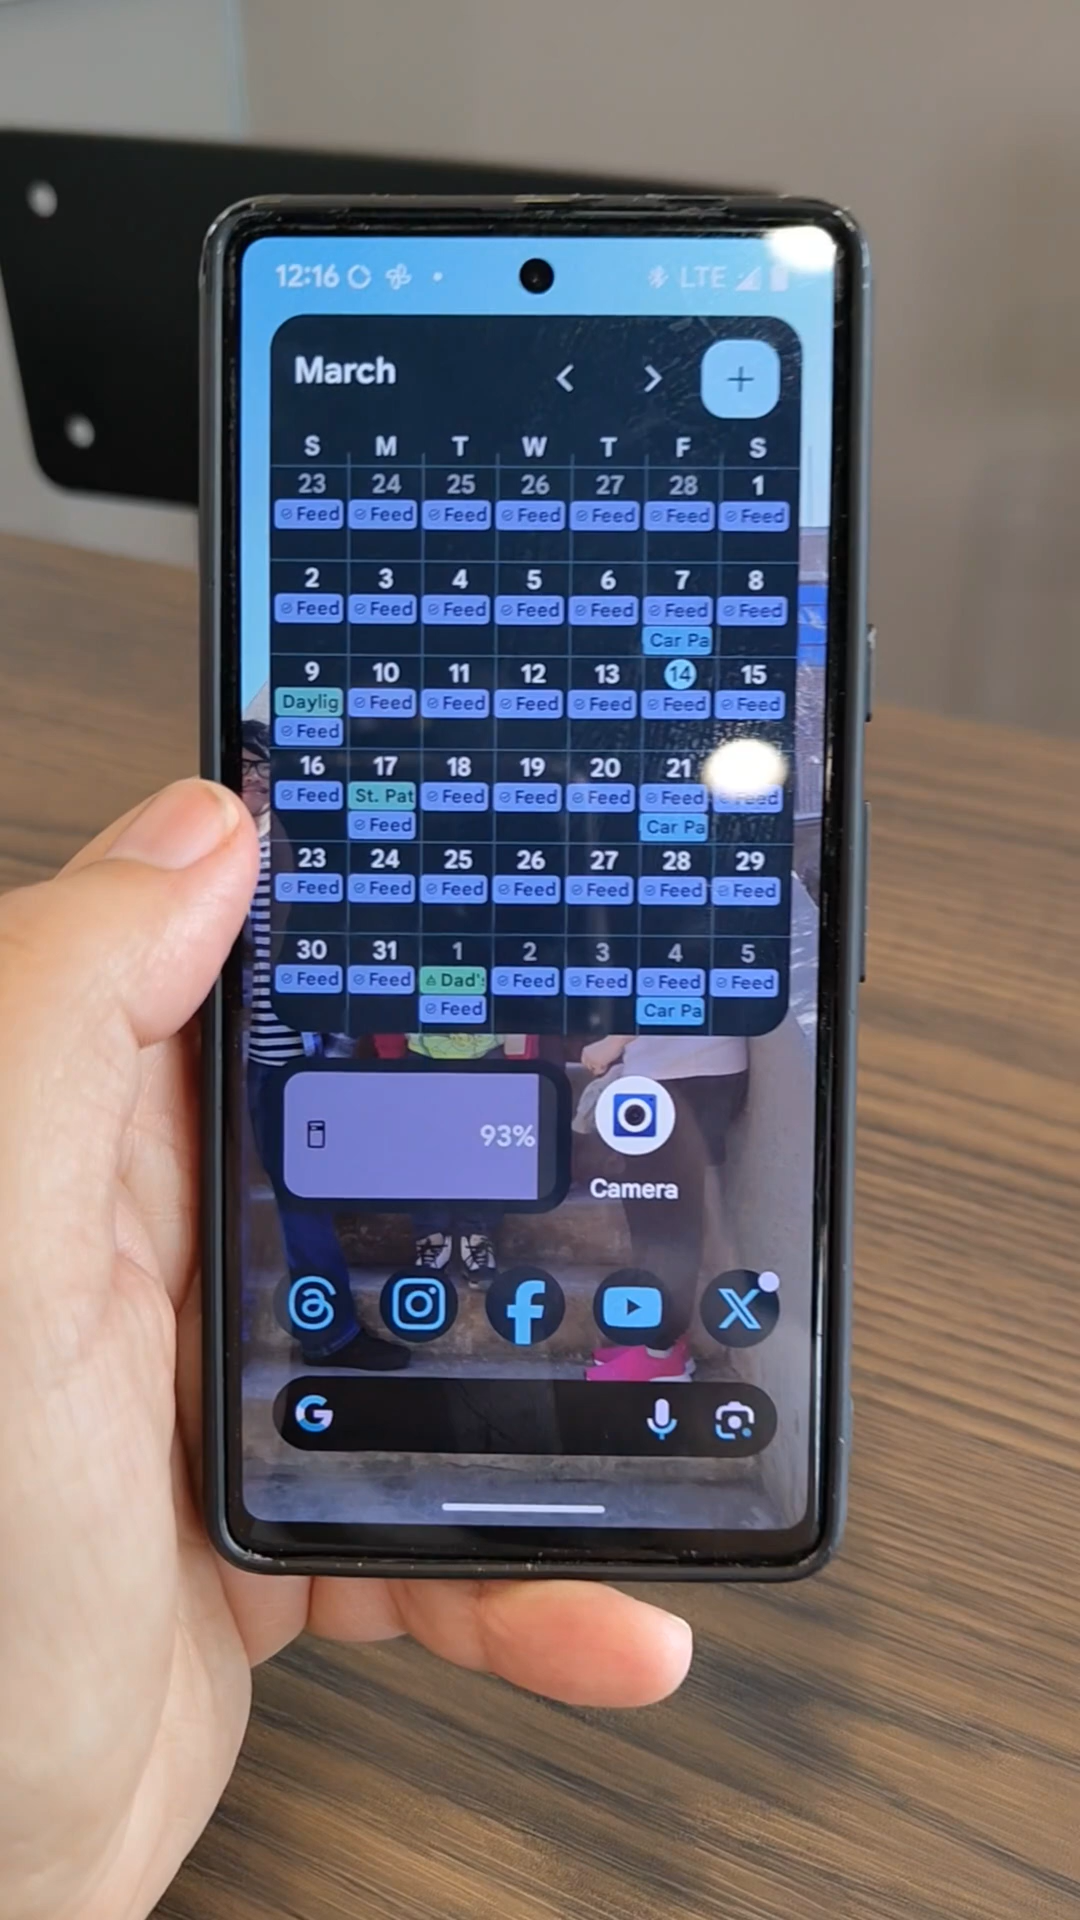 12:16 LTE
March
S M T W T F S
23 24 25 26 27 28 1
Feed Feed Feed Feed Feed Feed Feed
2 3 4 5 6 7 8
Feed Feed Feed Feed Feed Feed Feed
Car Pa
9 10 11 12 13 14 15
Daylig Feed Feed Feed Feed Feed Feed
Feed
16 17 18 19 20 21
Feed St. Pat Feed Feed Feed Feed Feed
Feed Car Pa
23 24 25 26 27 28 29
Feed Feed Feed Feed Feed Feed Feed
30 31 1 2 3 4 5
Feed Feed Dad's Feed Feed Feed Feed
Feed Car Pa
93%
Camera